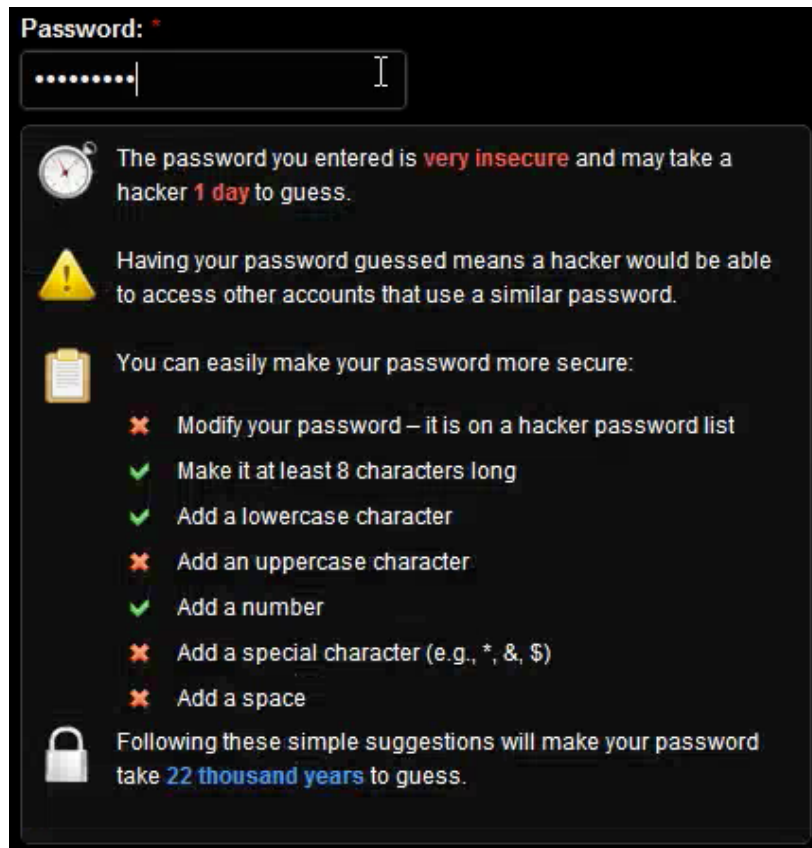 Password: *
•••••••••
The password you entered is very insecure and may take a
hacker 1 day to guess.
Having your password guessed means a hacker would be able
to access other accounts that use a similar password.
You can easily make your password more secure:
Modify your password – it is on a hacker password list
Make it at least 8 characters long
Add a lowercase character
Add an uppercase character
Add a number
Add a special character (e.g., *, &, $)
Add a space
Following these simple suggestions will make your password
take 22 thousand years to guess.